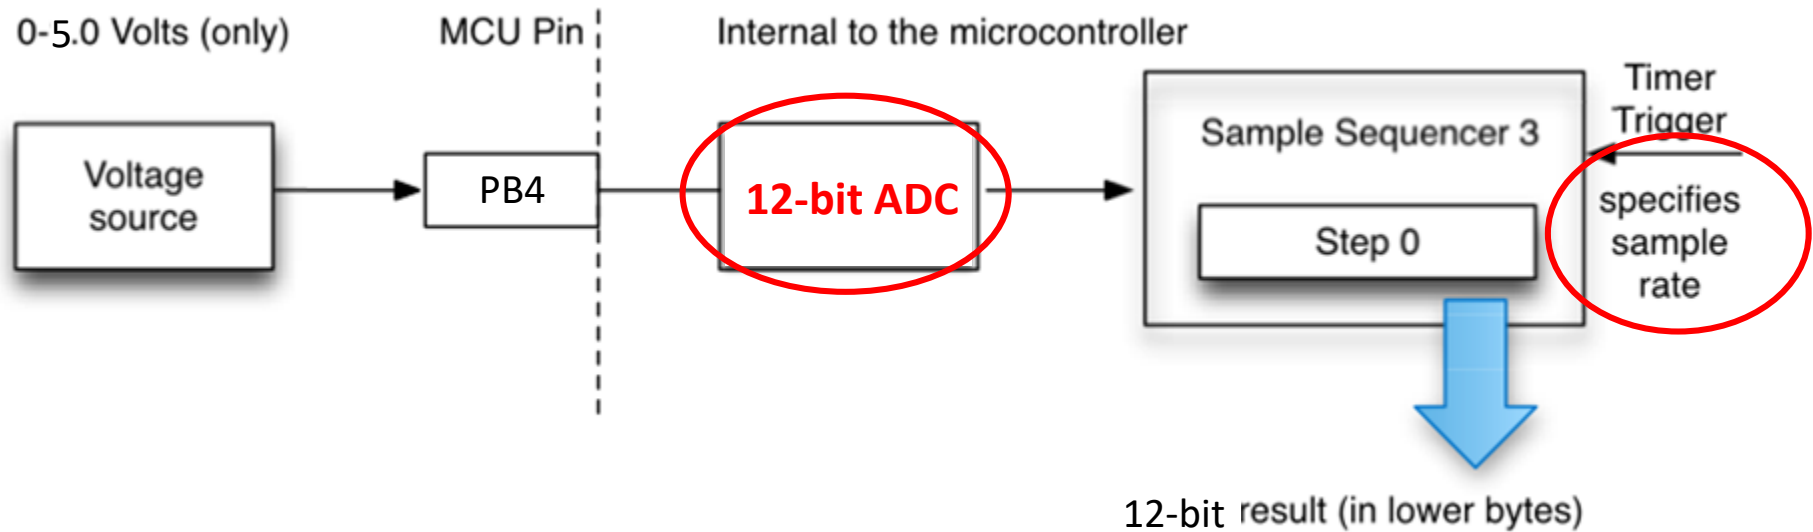 0-5.0 Volts (only)
MCU Pin
Internal to the microcontroller
Voltage
source
PB4
12-bit ADC
Sample Sequencer 3
Step 0
Timer
Trigger
specifies
sample
rate
12-bit result (in lower bytes)